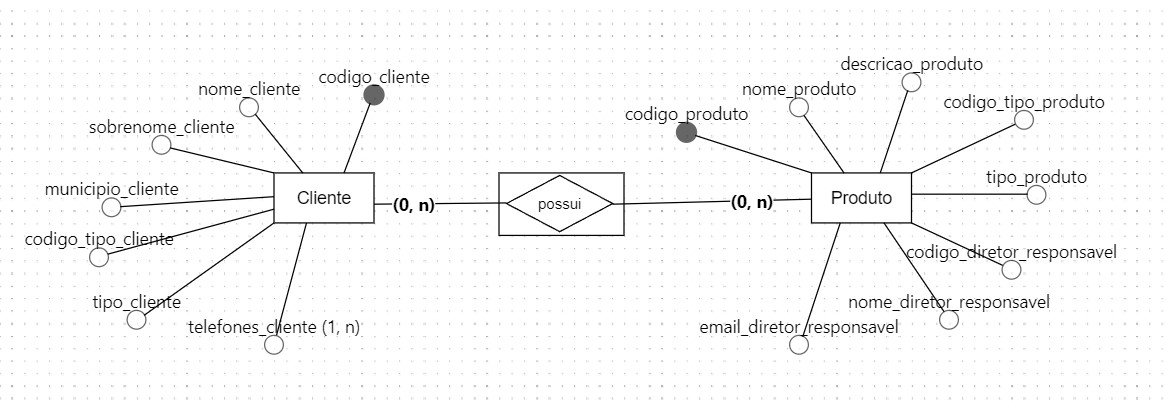 descricao_produto
codigo_cliente
nome_cliente
nome_produto
codigo_tipo_produto
codigo_produto
sobrenome_cliente
tipo_produto
municipio_cliente
Cliente
(0, n)
possui
(0, n)
Produto
codigo_tipo_cliente
codigo_diretor_responsavel
tipo_cliente
nome_diretor_responsavel
telefones_cliente (1, n)
email_diretor_responsavel